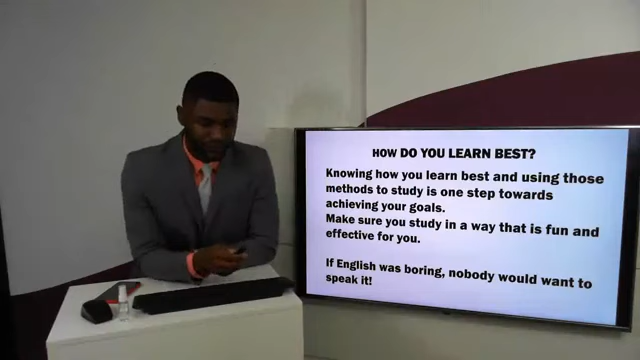 HOW DO YOU LEARN BEST?
Knowing how you learn best and using those
methods to study is one step towards
achieving your goals.
Make sure you study in a way that is fun and
effective for you.
If English was boring, nobody would want to
speak it!